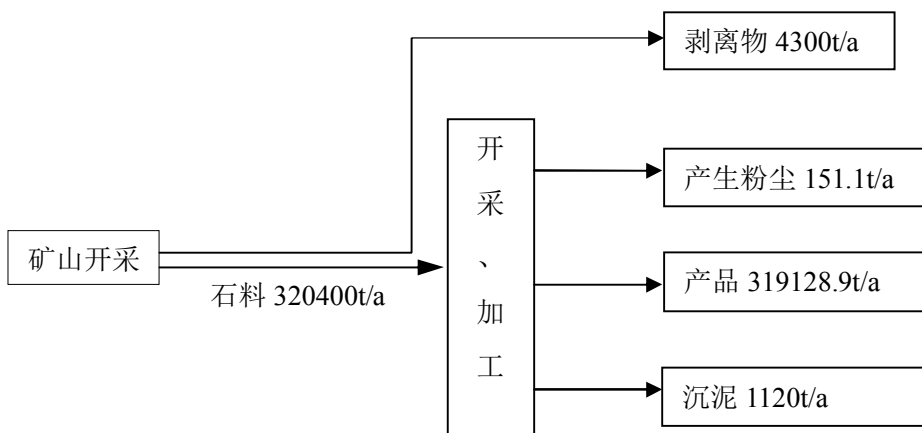 剥离物 4300t/a
开采、加工
产生粉尘 151.1t/a
矿山开采
石料 320400t/a
产品 319128.9t/a
沉泥 1120t/a